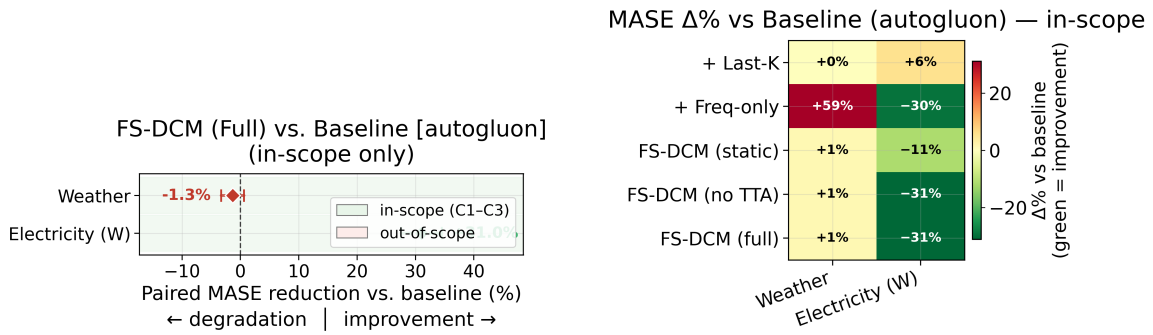 FS-DCM (Full) vs. Baseline [autogluon]
(in-scope only)
Weather
-1.3%
Electricity (W)
in-scope (C1–C3)
out-of-scope
−10 0 10 20 30 40
Paired MASE reduction vs. baseline (%)
← degradation | improvement →
MASE Δ% vs Baseline (autogluon) — in-scope
+ Last-K +0% +6%
+ Freq-only +59% −30%
FS-DCM (static) +1% −11%
FS-DCM (no TTA) +1% −31%
FS-DCM (full) +1% −31%
Weather
Electricity (W)
20
0
−20
Δ% vs baseline
(green = improvement)